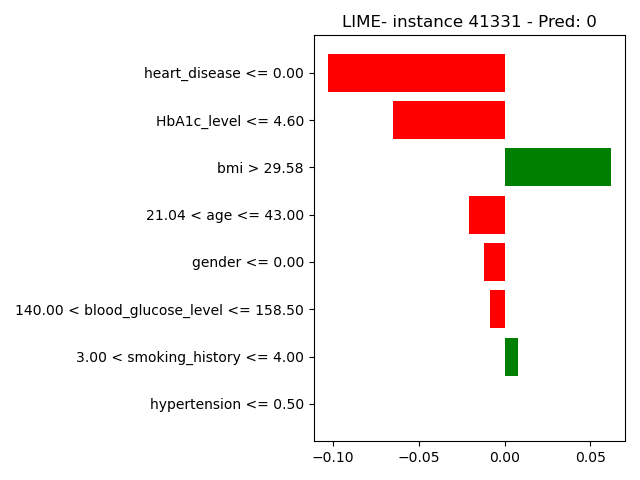 LIME- instance 41331 - Pred: 0
heart_disease <= 0.00
HbA1c_level <= 4.60
bmi > 29.58
21.04 < age <= 43.00
gender <= 0.00
140.00 < blood_glucose_level <= 158.50
3.00 < smoking_history <= 4.00
hypertension <= 0.50
−0.10 −0.05 0.00 0.05